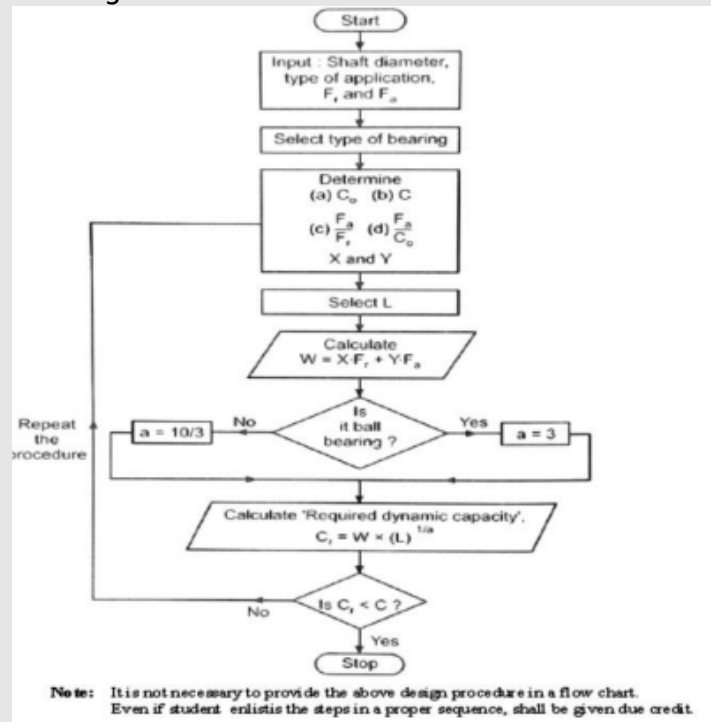 Start
Input : Shaft diameter,
type of application,
Fr and Fa
Select type of bearing
Determine
(a) Co (b) C
(c) Fa/Fr (d) Fa/Co
X and Y
Select L
Calculate
W = X·Fr + Y·Fa
Is
it ball
bearing ?
No
Yes
a = 10/3
a = 3
Repeat
the
procedure
Calculate 'Required dynamic capacity',
Cr = W × (L) 1/a
Is Cr < C ?
No
Yes
Stop
Note: It is not necessary to provide the above design procedure in a flow chart.
Even if student enlistis the steps in a proper sequence, shall be given due credit.